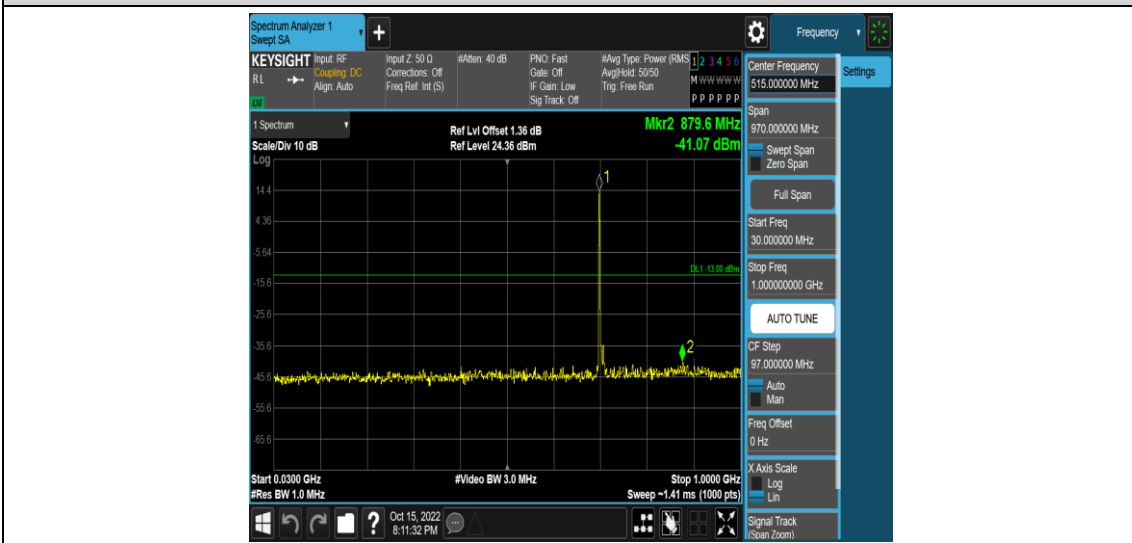 Spectrum Analyzer 1
Swept SA
+
Frequency
KEYSIGHT
RL
Input: RF
Coupling: DC
Align: Auto
Input Z: 50 Ω
Corrections: Off
Freq Ref: Int (S)
#Atten: 40 dB
PNO: Fast
Gate: Off
IF Gain: Low
Sig Track: Off
#Avg Type: Power (RMS
Avg|Hold: 50/50
Trig: Free Run
1 2 3 4 5 6
M W W W W W
P P P P P P
1 Spectrum
Scale/Div 10 dB
Log
Ref Lvl Offset 1.36 dB
Ref Level 24.36 dBm
Mkr2 879.6 MHz
-41.07 dBm
1
14.4
4.36
-5.64
DL1 -13.00 dBm
-15.6
-25.6
-35.6
2
-45.6
-55.6
-65.6
Start 0.0300 GHz
#Res BW 1.0 MHz
#Video BW 3.0 MHz
Stop 1.0000 GHz
Sweep ~1.41 ms (1000 pts)
?
Oct 15, 2022
8:11:32 PM
Center Frequency
515.000000 MHz
Settings
Span
970.000000 MHz
Swept Span
Zero Span
Full Span
Start Freq
30.000000 MHz
Stop Freq
1.000000000 GHz
AUTO TUNE
CF Step
97.000000 MHz
Auto
Man
Freq Offset
0 Hz
X Axis Scale
Log
Lin
Signal Track
(Span Zoom)